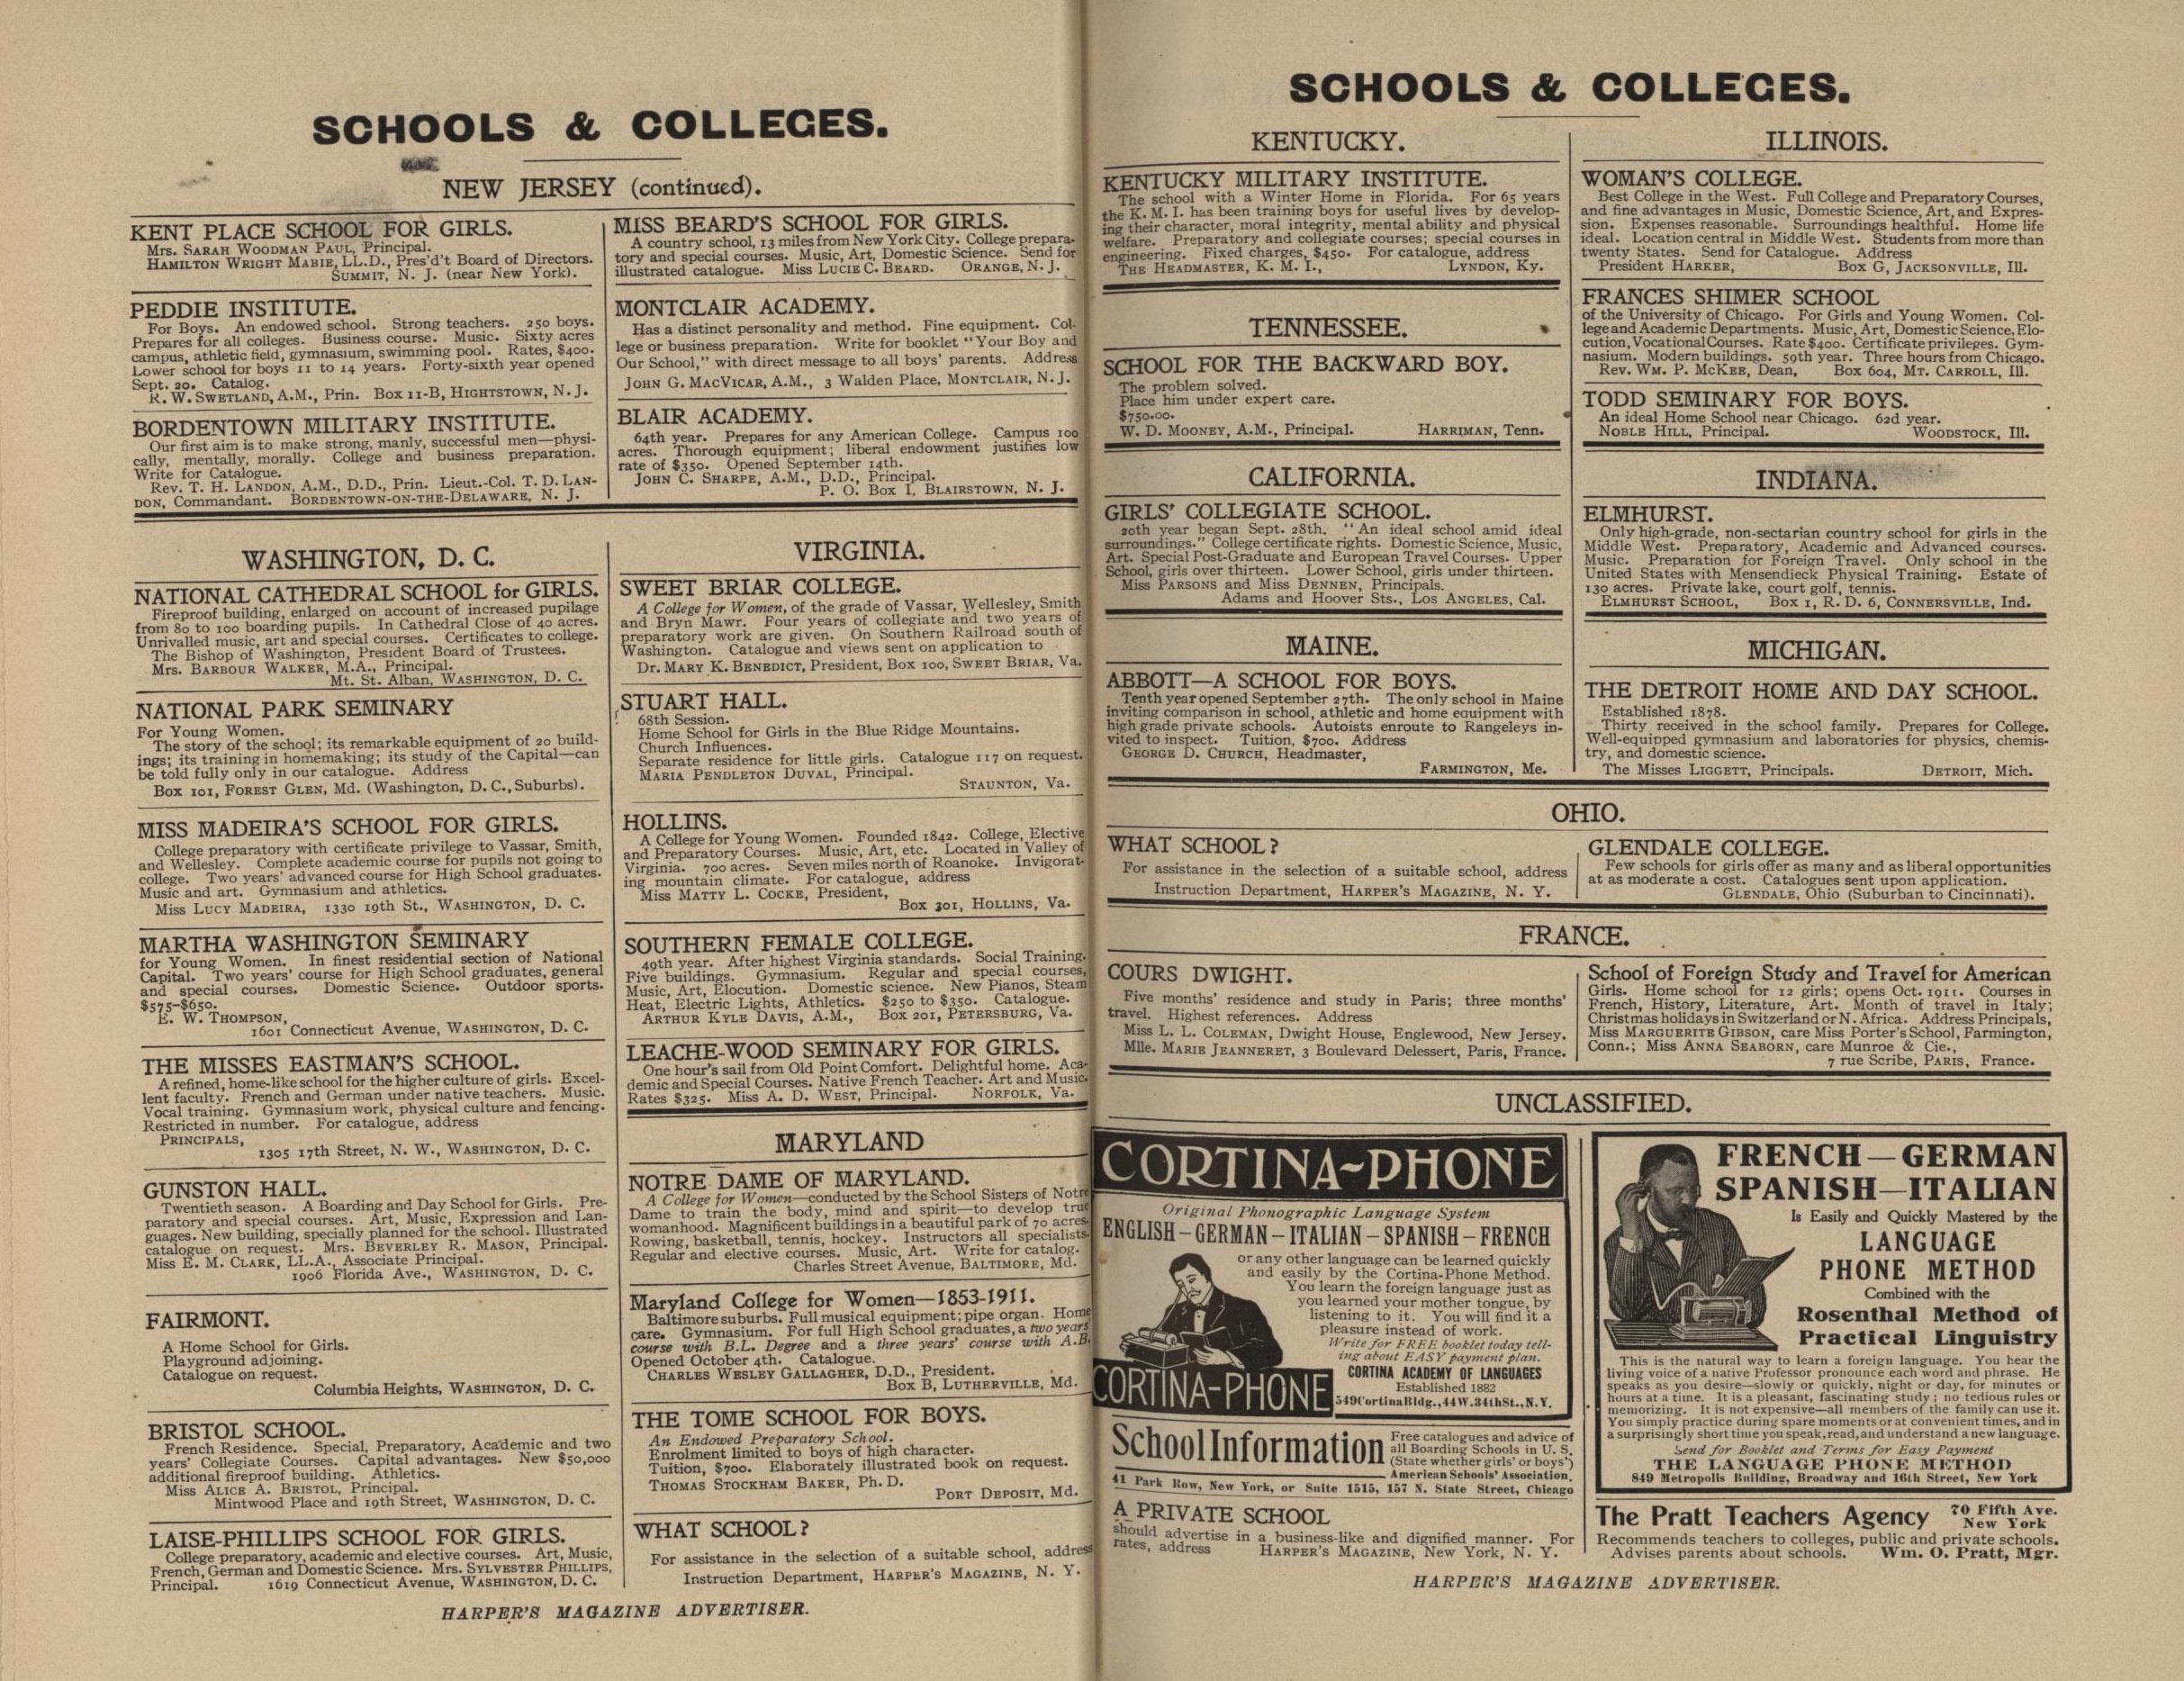 SCHOOLS & COLLEGES.
NEW JERSEY (continued).
KENT PLACE SCHOOL FOR GIRLS.
Mrs. SARAH WOODMAN PAUL, Principal.
HAMILTON WRIGHT MABIE, LL.D., Pres'd't Board of Directors.
SUMMIT, N. J. (near New York).
PEDDIE INSTITUTE.
For Boys. An endowed school. Strong teachers. 250 boys.
Prepares for all colleges. Business course. Music. Sixty acres
campus, athletic field, gymnasium, swimming pool. Rates, $400.
Lower school for boys 11 to 14 years. Forty-sixth year opened
Sept. 20. Catalog.
R. W. SWETLAND, A.M., Prin. Box 11-B, HIGHTSTOWN, N. J.
BORDENTOWN MILITARY INSTITUTE.
Our first aim is to make strong, manly, successful men—physi-
cally, mentally, morally. College and business preparation.
Write for Catalogue.
Rev. T. H. LANDON, A.M., D.D., Prin. Lieut.-Col. T. D. LAN-
DON, Commandant. BORDENTOWN-ON-THE-DELAWARE, N. J.
MISS BEARD'S SCHOOL FOR GIRLS.
A country school, 13 miles from New York City. College prepara-
tory and special courses. Music, Art, Domestic Science. Send for
illustrated catalogue. Miss LUCIE C. BEARD. ORANGE, N. J.
MONTCLAIR ACADEMY.
Has a distinct personality and method. Fine equipment. Col-
lege or business preparation. Write for booklet "Your Boy and
Our School," with direct message to all boys' parents. Address
JOHN G. MACVICAR, A.M., 3 Walden Place, MONTCLAIR, N. J.
BLAIR ACADEMY.
64th year. Prepares for any American College. Campus 100
acres. Thorough equipment; liberal endowment justifies low
rate of $350. Opened September 14th.
JOHN C. SHARPE, A.M., D.D., Principal.
P. O. Box I, BLAIRSTOWN, N. J.
WASHINGTON, D. C.
NATIONAL CATHEDRAL SCHOOL for GIRLS.
Fireproof building, enlarged on account of increased pupilage
from 80 to 100 boarding pupils. In Cathedral Close of 40 acres.
Unrivalled music, art and special courses. Certificates to college.
The Bishop of Washington, President Board of Trustees.
Mrs. BARBOUR WALKER, M.A., Principal.
Mt. St. Alban, WASHINGTON, D. C.
NATIONAL PARK SEMINARY
For Young Women.
The story of the school; its remarkable equipment of 20 build-
ings; its training in homemaking; its study of the Capital—can
be told fully only in our catalogue. Address
Box 101, FOREST GLEN, Md. (Washington, D. C., Suburbs).
MISS MADEIRA'S SCHOOL FOR GIRLS.
College preparatory with certificate privilege to Vassar, Smith,
and Wellesley. Complete academic course for pupils not going to
college. Two years' advanced course for High School graduates.
Music and art. Gymnasium and athletics.
Miss LUCY MADEIRA, 1330 19th St., WASHINGTON, D. C.
MARTHA WASHINGTON SEMINARY
for Young Women. In finest residential section of National
Capital. Two years' course for High School graduates, general
and special courses. Domestic Science. Outdoor sports.
$575-$650.
E. W. THOMPSON,
1601 Connecticut Avenue, WASHINGTON, D. C.
THE MISSES EASTMAN'S SCHOOL.
A refined, home-like school for the higher culture of girls. Excel-
lent faculty. French and German under native teachers. Music.
Vocal training. Gymnasium work, physical culture and fencing.
Restricted in number. For catalogue, address
PRINCIPALS,
1305 17th Street, N. W., WASHINGTON, D. C.
GUNSTON HALL.
Twentieth season. A Boarding and Day School for Girls. Pre-
paratory and special courses. Art, Music, Expression and Lan-
guages. New building, specially planned for the school. Illustrated
catalogue on request. Mrs. BEVERLEY R. MASON, Principal.
Miss E. M. CLARK, LL.A., Associate Principal.
1906 Florida Ave., WASHINGTON, D. C.
FAIRMONT.
A Home School for Girls.
Playground adjoining.
Catalogue on request.
Columbia Heights, WASHINGTON, D. C.
BRISTOL SCHOOL.
French Residence. Special, Preparatory, Academic and two
years' Collegiate Courses. Capital advantages. New $50,000
additional fireproof building. Athletics.
Miss ALICE A. BRISTOL, Principal.
Mintwood Place and 19th Street, WASHINGTON, D. C.
LAISE-PHILLIPS SCHOOL FOR GIRLS.
College preparatory, academic and elective courses. Art, Music,
French, German and Domestic Science. Mrs. SYLVESTER PHILLIPS,
Principal. 1619 Connecticut Avenue, WASHINGTON, D. C.
VIRGINIA.
SWEET BRIAR COLLEGE.
A College for Women, of the grade of Vassar, Wellesley, Smith
and Bryn Mawr. Four years of collegiate and two years of
preparatory work are given. On Southern Railroad south of
Washington. Catalogue and views sent on application to
Dr. MARY K. BENEDICT, President, Box 100, SWEET BRIAR, Va.
STUART HALL.
68th Session.
Home School for Girls in the Blue Ridge Mountains.
Church Influences.
Separate residence for little girls. Catalogue 117 on request.
MARIA PENDLETON DUVAL, Principal.
STAUNTON, Va.
HOLLINS.
A College for Young Women. Founded 1842. College, Elective
and Preparatory Courses. Music, Art, etc. Located in Valley of
Virginia. 700 acres. Seven miles north of Roanoke. Invigorat-
ing mountain climate. For catalogue, address
Miss MATTY L. COCKE, President,
Box 301, HOLLINS, Va.
SOUTHERN FEMALE COLLEGE.
49th year. After highest Virginia standards. Social Training.
Five buildings. Gymnasium. Regular and special courses,
Music, Art, Elocution. Domestic science. New Pianos, Steam
Heat, Electric Lights, Athletics. $250 to $350. Catalogue.
ARTHUR KYLE DAVIS, A.M., Box 201, PETERSBURG, Va.
LEACHE-WOOD SEMINARY FOR GIRLS.
One hour's sail from Old Point Comfort. Delightful home. Aca-
demic and Special Courses. Native French Teacher. Art and Music.
Rates $325. Miss A. D. WEST, Principal. NORFOLK, Va.
MARYLAND
NOTRE DAME OF MARYLAND.
A College for Women—conducted by the School Sisters of Notre
Dame to train the body, mind and spirit—to develop true
womanhood. Magnificent buildings in a beautiful park of 70 acres.
Rowing, basketball, tennis, hockey. Instructors all specialists.
Regular and elective courses. Music, Art. Write for catalog.
Charles Street Avenue, BALTIMORE, Md.
Maryland College for Women—1853-1911.
Baltimore suburbs. Full musical equipment; pipe organ. Home
care. Gymnasium. For full High School graduates, a two years'
course with B.L. Degree and a three years' course with A.B.
Opened October 4th. Catalogue.
CHARLES WESLEY GALLAGHER, D.D., President.
Box B, LUTHERVILLE, Md.
THE TOME SCHOOL FOR BOYS.
An Endowed Preparatory School.
Enrolment limited to boys of high character.
Tuition, $700. Elaborately illustrated book on request.
THOMAS STOCKHAM BAKER, Ph. D.
PORT DEPOSIT, Md.
WHAT SCHOOL?
For assistance in the selection of a suitable school, address
Instruction Department, HARPER'S MAGAZINE, N. Y.
HARPER'S MAGAZINE ADVERTISER.
SCHOOLS & COLLEGES.
KENTUCKY.
KENTUCKY MILITARY INSTITUTE.
The school with a Winter Home in Florida. For 65 years
the K. M. I. has been training boys for useful lives by develop-
ing their character, moral integrity, mental ability and physical
welfare. Preparatory and collegiate courses; special courses in
engineering. Fixed charges, $450. For catalogue, address
THE HEADMASTER, K. M. I., LYNDON, Ky.
TENNESSEE.
SCHOOL FOR THE BACKWARD BOY.
The problem solved.
Place him under expert care.
$750.00.
W. D. MOONEY, A.M., Principal. HARRIMAN, Tenn.
CALIFORNIA.
GIRLS' COLLEGIATE SCHOOL.
20th year began Sept. 28th. "An ideal school amid ideal
surroundings." College certificate rights. Domestic Science, Music,
Art. Special Post-Graduate and European Travel Courses. Upper
School, girls over thirteen. Lower School, girls under thirteen.
Miss PARSONS and Miss DENNEN, Principals.
Adams and Hoover Sts., LOS ANGELES, Cal.
MAINE.
ABBOTT—A SCHOOL FOR BOYS.
Tenth year opened September 27th. The only school in Maine
inviting comparison in school, athletic and home equipment with
high grade private schools. Autoists enroute to Rangeleys in-
vited to inspect. Tuition, $700. Address
GEORGE D. CHURCH, Headmaster,
FARMINGTON, Me.
ILLINOIS.
WOMAN'S COLLEGE.
Best College in the West. Full College and Preparatory Courses,
and fine advantages in Music, Domestic Science, Art, and Expres-
sion. Expenses reasonable. Surroundings healthful. Home life
ideal. Location central in Middle West. Students from more than
twenty States. Send for Catalogue. Address
President HARKER, Box G, JACKSONVILLE, Ill.
FRANCES SHIMER SCHOOL
of the University of Chicago. For Girls and Young Women. Col-
lege and Academic Departments. Music, Art, Domestic Science, Elo-
cution, Vocational Courses. Rate $400. Certificate privileges. Gym-
nasium. Modern buildings. 59th year. Three hours from Chicago.
Rev. WM. P. MCKEE, Dean, Box 604, MT. CARROLL, Ill.
TODD SEMINARY FOR BOYS.
An ideal Home School near Chicago. 62d year.
NOBLE HILL, Principal. WOODSTOCK, Ill.
INDIANA.
ELMHURST.
Only high-grade, non-sectarian country school for girls in the
Middle West. Preparatory, Academic and Advanced courses.
Music. Preparation for Foreign Travel. Only school in the
United States with Mensendieck Physical Training. Estate of
130 acres. Private lake, court golf, tennis.
ELMHURST SCHOOL, Box 1, R. D. 6, CONNERSVILLE, Ind.
MICHIGAN.
THE DETROIT HOME AND DAY SCHOOL.
Established 1878.
Thirty received in the school family. Prepares for College.
Well-equipped gymnasium and laboratories for physics, chemis-
try, and domestic science.
The Misses LIGGETT, Principals. DETROIT, Mich.
OHIO.
WHAT SCHOOL?
For assistance in the selection of a suitable school, address
Instruction Department, HARPER'S MAGAZINE, N. Y.
GLENDALE COLLEGE.
Few schools for girls offer as many and as liberal opportunities
at as moderate a cost. Catalogues sent upon application.
GLENDALE, Ohio (Suburban to Cincinnati).
FRANCE.
COURS DWIGHT.
Five months' residence and study in Paris; three months'
travel. Highest references. Address
Miss L. L. COLEMAN, Dwight House, Englewood, New Jersey.
Mlle. MARIE JEANNERET, 3 Boulevard Delessert, Paris, France.
School of Foreign Study and Travel for American
Girls. Home school for 12 girls; opens Oct. 1911. Courses in
French, History, Literature, Art. Month of travel in Italy;
Christmas holidays in Switzerland or N. Africa. Address Principals,
Miss MARGUERITE GIBSON, care Miss Porter's School, Farmington,
Conn.; Miss ANNA SEABORN, care Munroe & Cie.,
7 rue Scribe, PARIS, France.
UNCLASSIFIED.
CORTINA-PHONE
Original Phonographic Language System
ENGLISH–GERMAN–ITALIAN–SPANISH–FRENCH
or any other language can be learned quickly
and easily by the Cortina-Phone Method.
You learn the foreign language just as
you learned your mother tongue, by
listening to it. You will find it a
pleasure instead of work.
Write for FREE booklet today tell-
ing about EASY payment plan.
CORTINA ACADEMY OF LANGUAGES
Established 1882
549 Cortina Bldg., 44 W. 34th St., N. Y.
CORTINA-PHONE
School Information
Free catalogues and advice of
all Boarding Schools in U. S.
(State whether girls' or boys')
American Schools' Association,
41 Park Row, New York, or Suite 1515, 157 N. State Street, Chicago
A PRIVATE SCHOOL
should advertise in a business-like and dignified manner. For
rates, address HARPER'S MAGAZINE, New York, N. Y.
FRENCH—GERMAN
SPANISH—ITALIAN
Is Easily and Quickly Mastered by the
LANGUAGE
PHONE METHOD
Combined with the
Rosenthal Method of
Practical Linguistry
This is the natural way to learn a foreign language. You hear the
living voice of a native Professor pronounce each word and phrase. He
speaks as you desire—slowly or quickly, night or day, for minutes or
hours at a time. It is a pleasant, fascinating study; no tedious rules or
memorizing. It is not expensive—all members of the family can use it.
You simply practice during spare moments or at convenient times, and in
a surprisingly short time you speak, read, and understand a new language.
Send for Booklet and Terms for Easy Payment
THE LANGUAGE PHONE METHOD
849 Metropolis Building, Broadway and 16th Street, New York
The Pratt Teachers Agency
70 Fifth Ave.
New York
Recommends teachers to colleges, public and private schools.
Advises parents about schools. Wm. O. Pratt, Mgr.
HARPER'S MAGAZINE ADVERTISER.